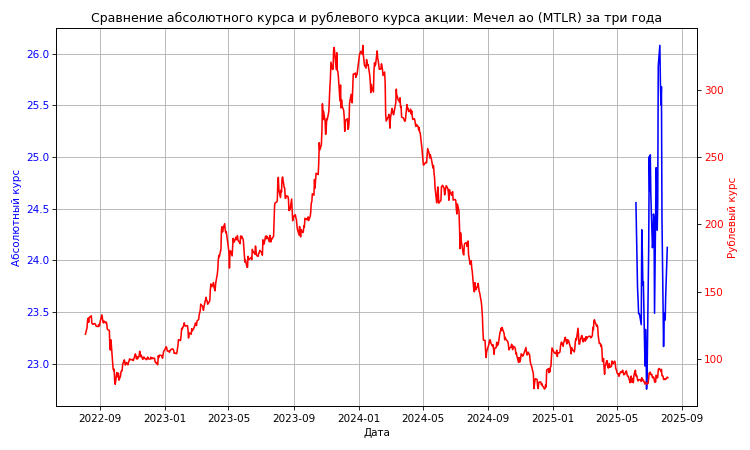 Сравнение абсолютного курса и рублевого курса акции: Мечел ао (MTLR) за три года
26.0
25.5
25.0
24.5
24.0
23.5
23.0
Абсолютный курс
300
250
200
150
100
Рублевый курс
2022-09 2023-01 2023-05 2023-09 2024-01 2024-05 2024-09 2025-01 2025-05 2025-09
Дата